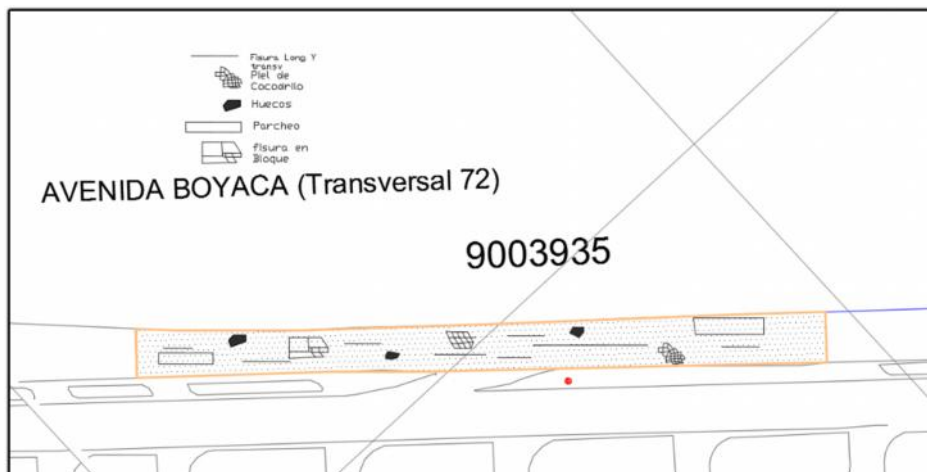 Fisura Long Y
transv
Piel de
Cocodrilo
Huecos
Parcheo
fisura en
Bloque
AVENIDA BOYACA (Transversal 72)
9003935